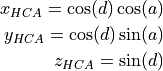 x_{HCA} = cos(d) cos(a)
y_{HCA} = cos(d) sin(a)
z_{HCA} = sin(d)